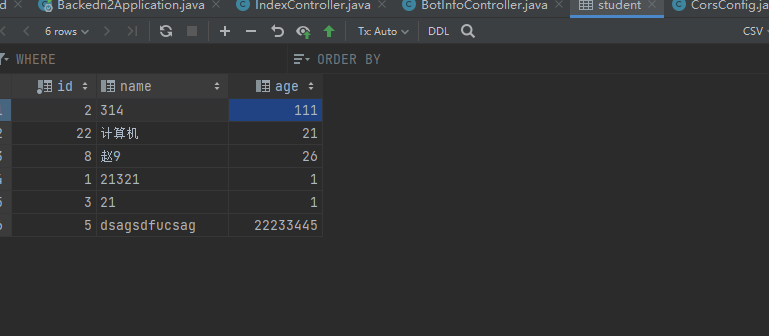 d Backedn2Application.java IndexController.java BotInfoController.java student CorsConfig.ja
6 rows Tx: Auto DDL CSV
WHERE ORDER BY
id name age
1 2 314 111
2 22 计算机 21
3 8 赵9 26
4 1 21321 1
5 3 21 1
6 5 dsagsdfucsag 22233445